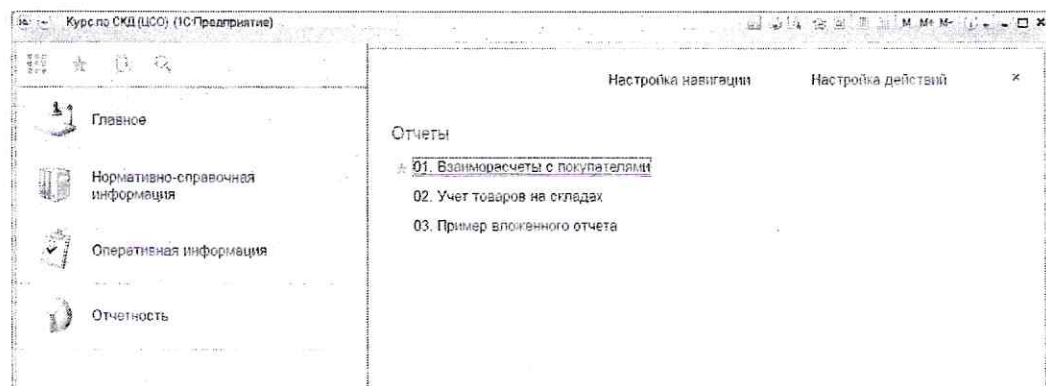 Курс по СКД (ЦСО) (1С:Предприятие)
M M+ M-
Настройка навигации Настройка действий
Главное
Нормативно-справочная
информация
Оперативная информация
Отчетность
Отчеты
01. Взаиморасчеты с покупателями
02. Учет товаров на складах
03. Пример вложенного отчета